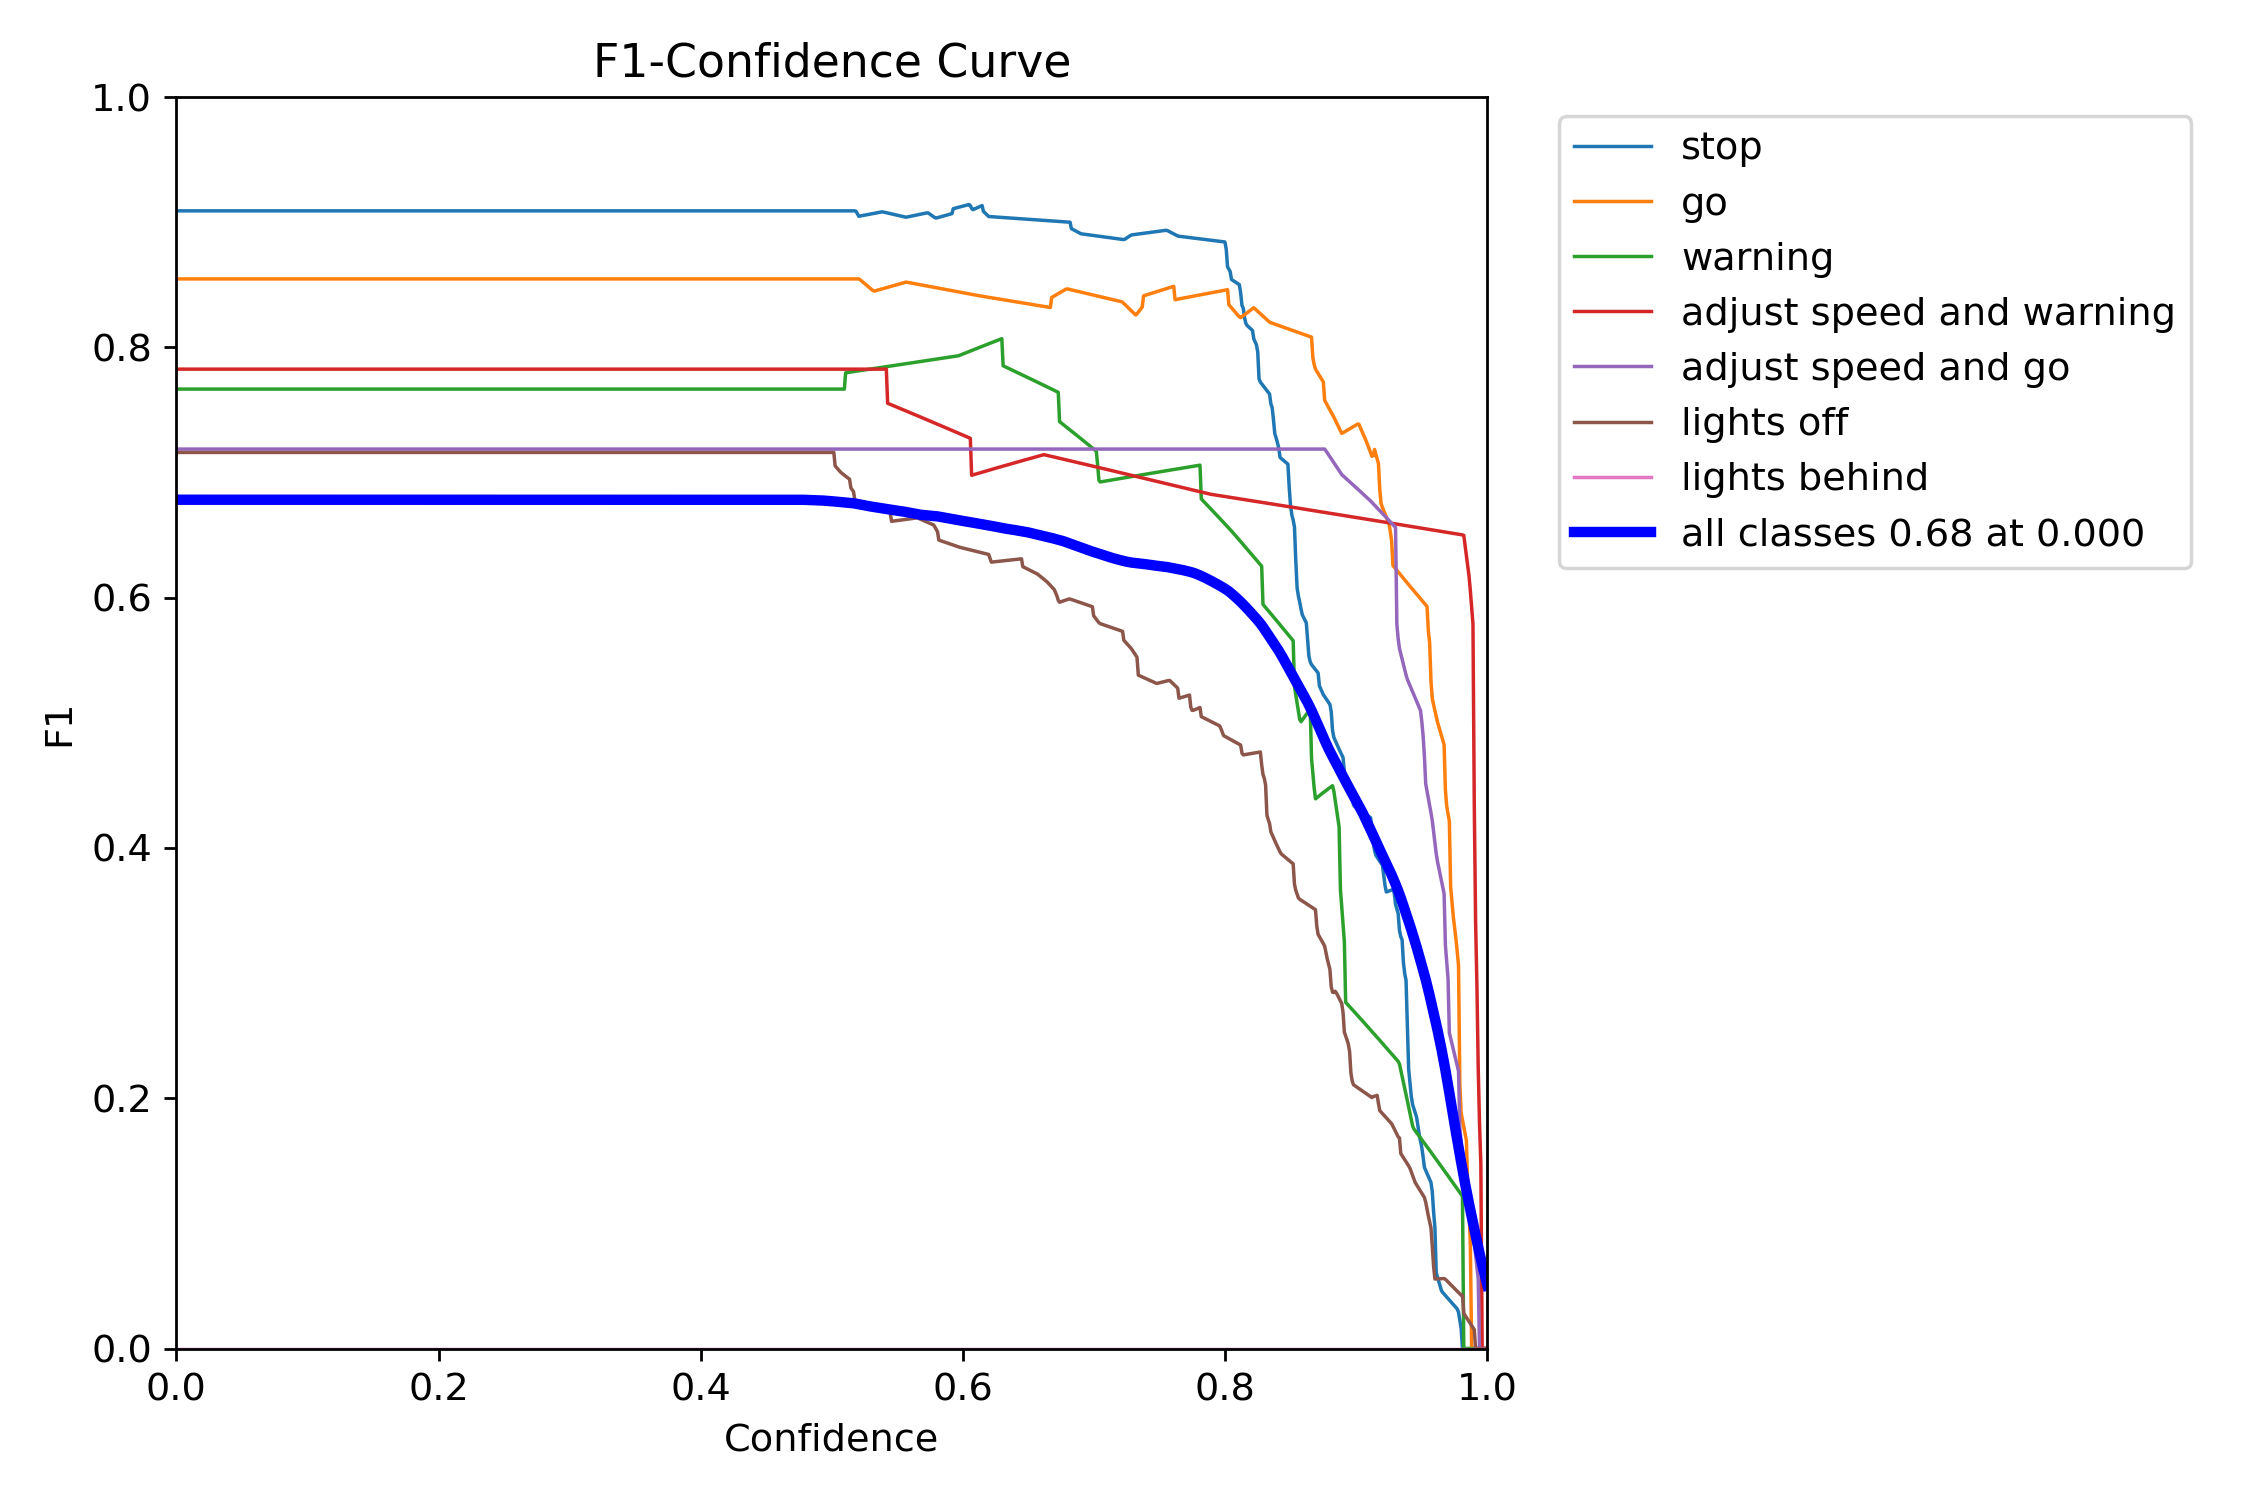 F1-Confidence Curve
1.0
0.8
0.6
0.4
0.2
0.0
F1
0.0 0.2 0.4 0.6 0.8 1.0
Confidence
stop
go
warning
adjust speed and warning
adjust speed and go
lights off
lights behind
all classes 0.68 at 0.000